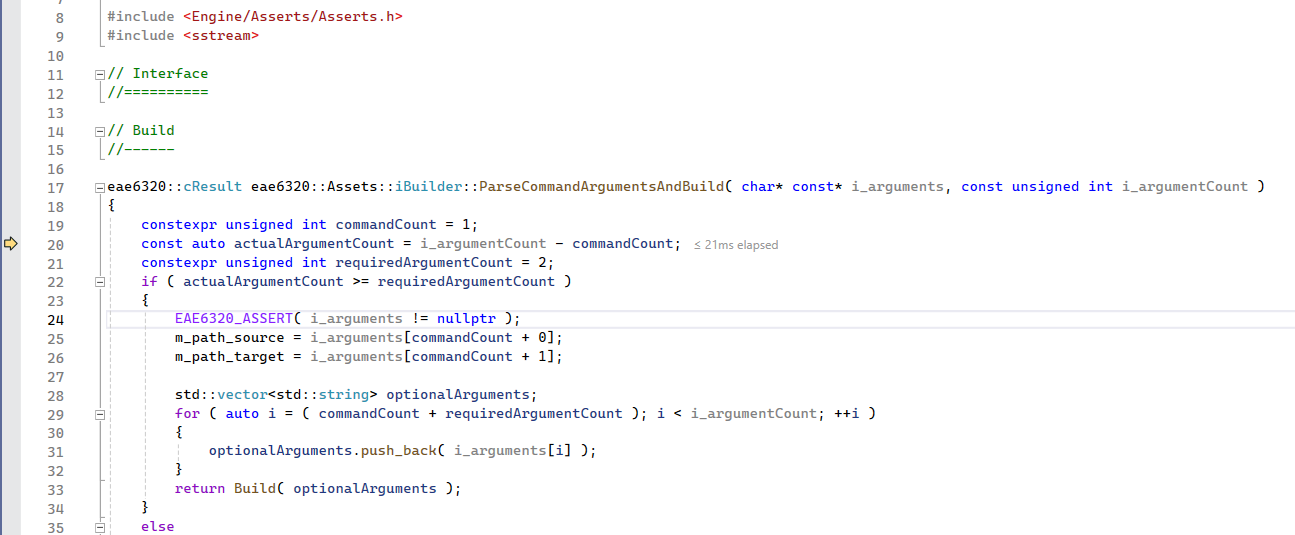 8 #include <Engine/Asserts/Asserts.h>
9 #include <sstream>
10
11 // Interface
12 //==========
13
14 // Build
15 //------
16
17 eae6320::cResult eae6320::Assets::iBuilder::ParseCommandArgumentsAndBuild( char* const* i_arguments, const unsigned int i_argumentCount )
18 {
19 constexpr unsigned int commandCount = 1;
20 const auto actualArgumentCount = i_argumentCount - commandCount; ≤ 21ms elapsed
21 constexpr unsigned int requiredArgumentCount = 2;
22 if ( actualArgumentCount >= requiredArgumentCount )
23 {
24 EAE6320_ASSERT( i_arguments != nullptr );
25 m_path_source = i_arguments[commandCount + 0];
26 m_path_target = i_arguments[commandCount + 1];
27
28 std::vector<std::string> optionalArguments;
29 for ( auto i = ( commandCount + requiredArgumentCount ); i < i_argumentCount; ++i )
30 {
31 optionalArguments.push_back( i_arguments[i] );
32 }
33 return Build( optionalArguments );
34 }
35 else